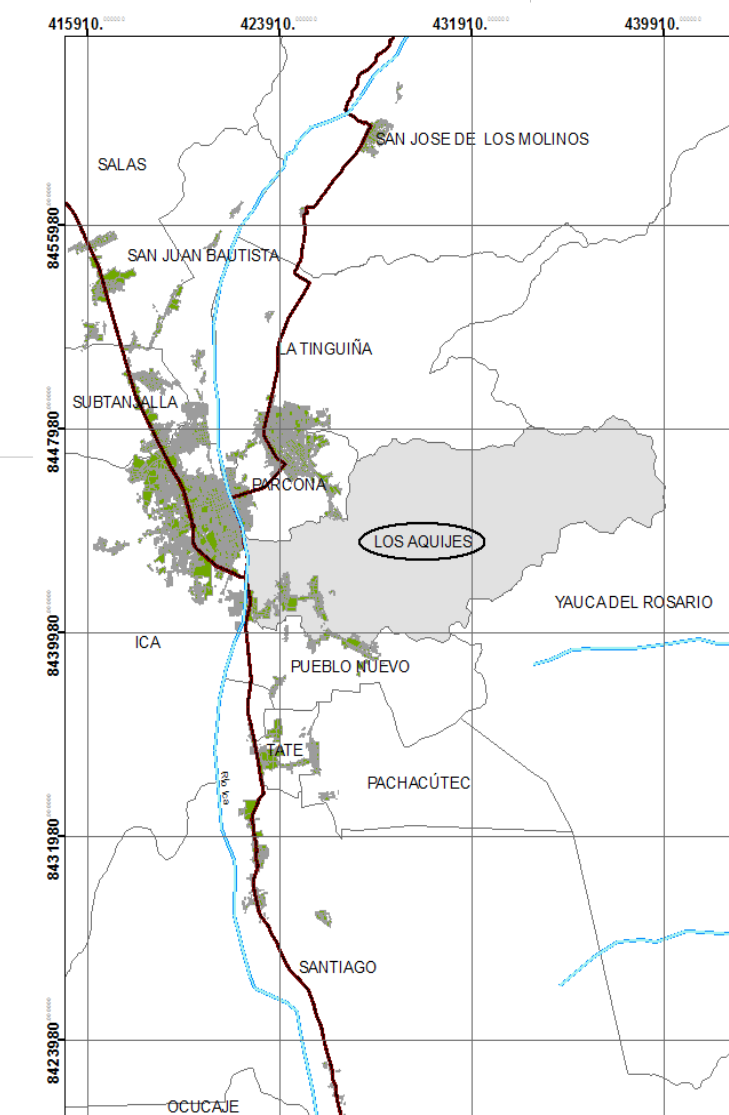 415910. 423910. 431910. 439910.
SAN JOSE DE LOS MOLINOS
SALAS
8455980
SAN JUAN BAUTISTA
LA TINGUIÑA
SUBTANJALLA
8447980
PARCONA
LOS AQUIJES
YAUCA DEL ROSARIO
8439980
ICA
PUEBLO NUEVO
TATE
PACHACÚTEC
Río Ica
8431980
SANTIAGO
8423980
OCUCAJE